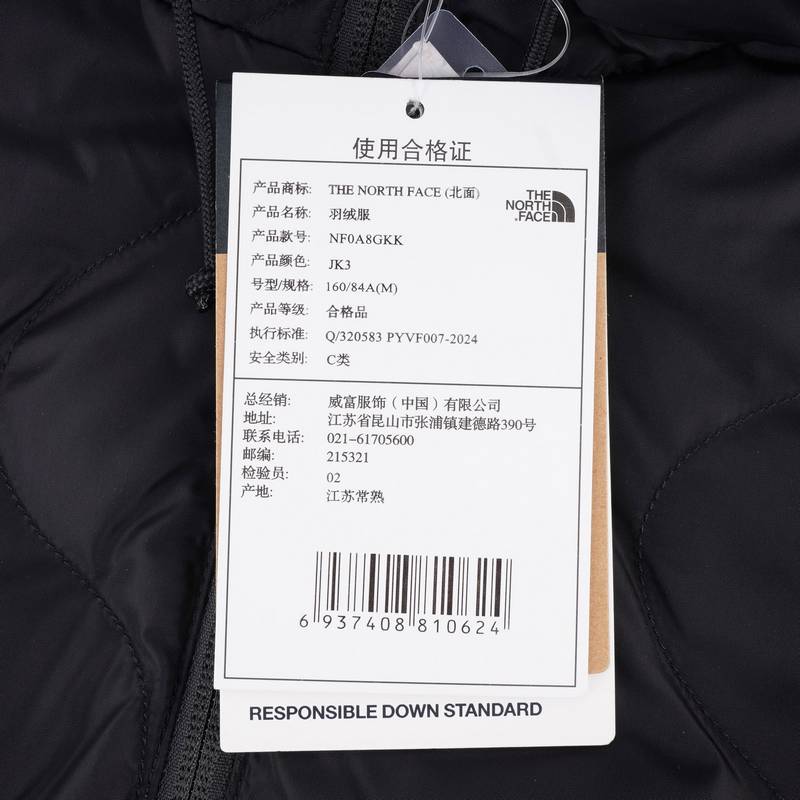 使用合格证
产品商标: THE NORTH FACE (北面)
THE
NORTH
FACE
产品名称: 羽绒服
产品款号: NF0A8GKK
产品颜色: JK3
号型/规格: 160/84A(M)
产品等级: 合格品
执行标准: Q/320583 PYVF007-2024
安全类别: C类
总经销: 威富服饰（中国）有限公司
地址: 江苏省昆山市张浦镇建德路390号
联系电话: 021-61705600
邮编: 215321
检验员: 02
产地: 江苏常熟
6 937408 810624
RESPONSIBLE DOWN STANDARD